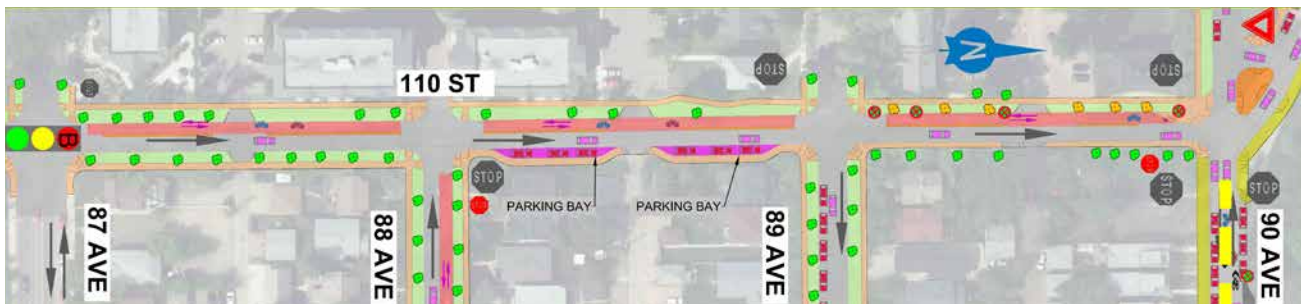 110 ST
N
STOP
STOP
B
STOP
PARKING BAY
PARKING BAY
STOP
STOP
87 AVE
88 AVE
89 AVE
90 AVE